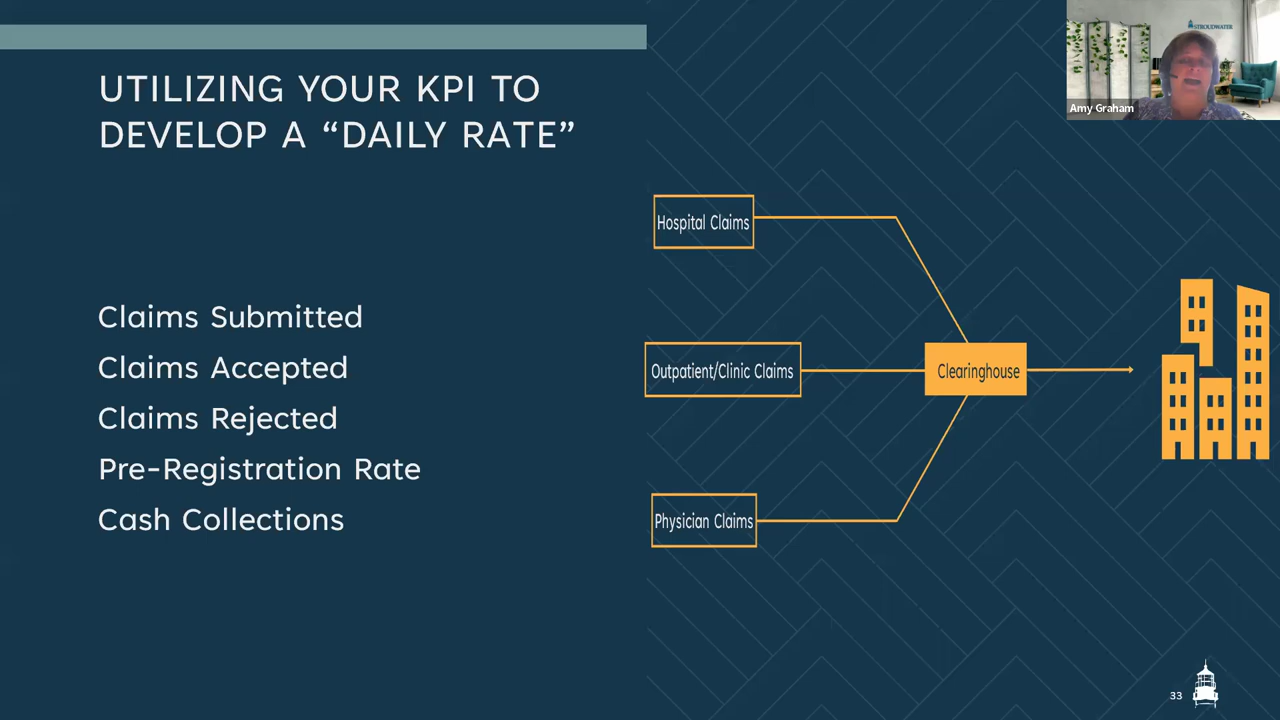 UTILIZING YOUR KPI TO
DEVELOP A “DAILY RATE”
Claims Submitted
Claims Accepted
Claims Rejected
Pre-Registration Rate
Cash Collections
Hospital Claims
Outpatient/Clinic Claims
Physician Claims
Clearinghouse
STROUDWATER
Amy Graham
33